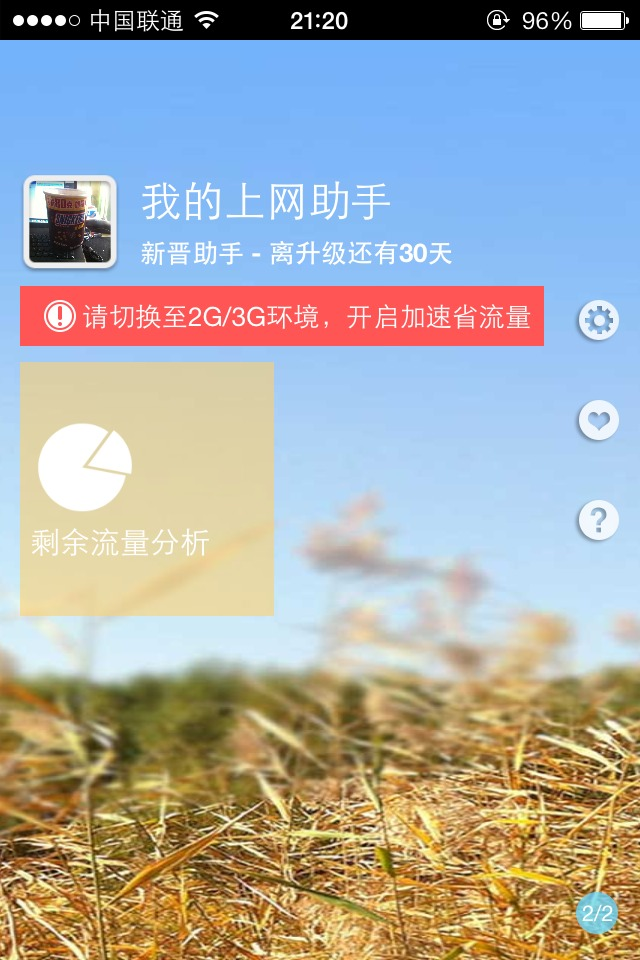 中国联通
21:20
96%
我的上网助手
新晋助手 - 离升级还有30天
请切换至2G/3G环境，开启加速省流量
剩余流量分析
?
2/2